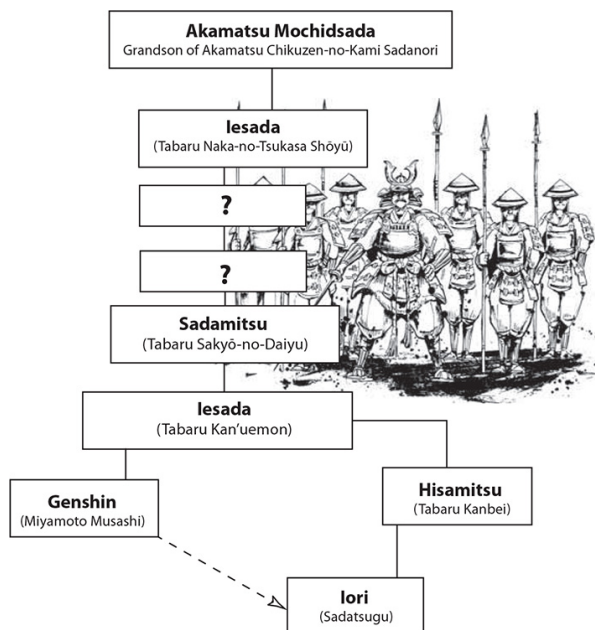 Akamatsu Mochidsada
Grandson of Akamatsu Chikuzen-no-Kami Sadanori
Iesada
(Tabaru Naka-no-Tsukasa Shōyū)
?
?
Sadamitsu
(Tabaru Sakyō-no-Daiyu)
Iesada
(Tabaru Kan’uemon)
Genshin
(Miyamoto Musashi)
Hisamitsu
(Tabaru Kanbei)
Iori
(Sadatsugu)